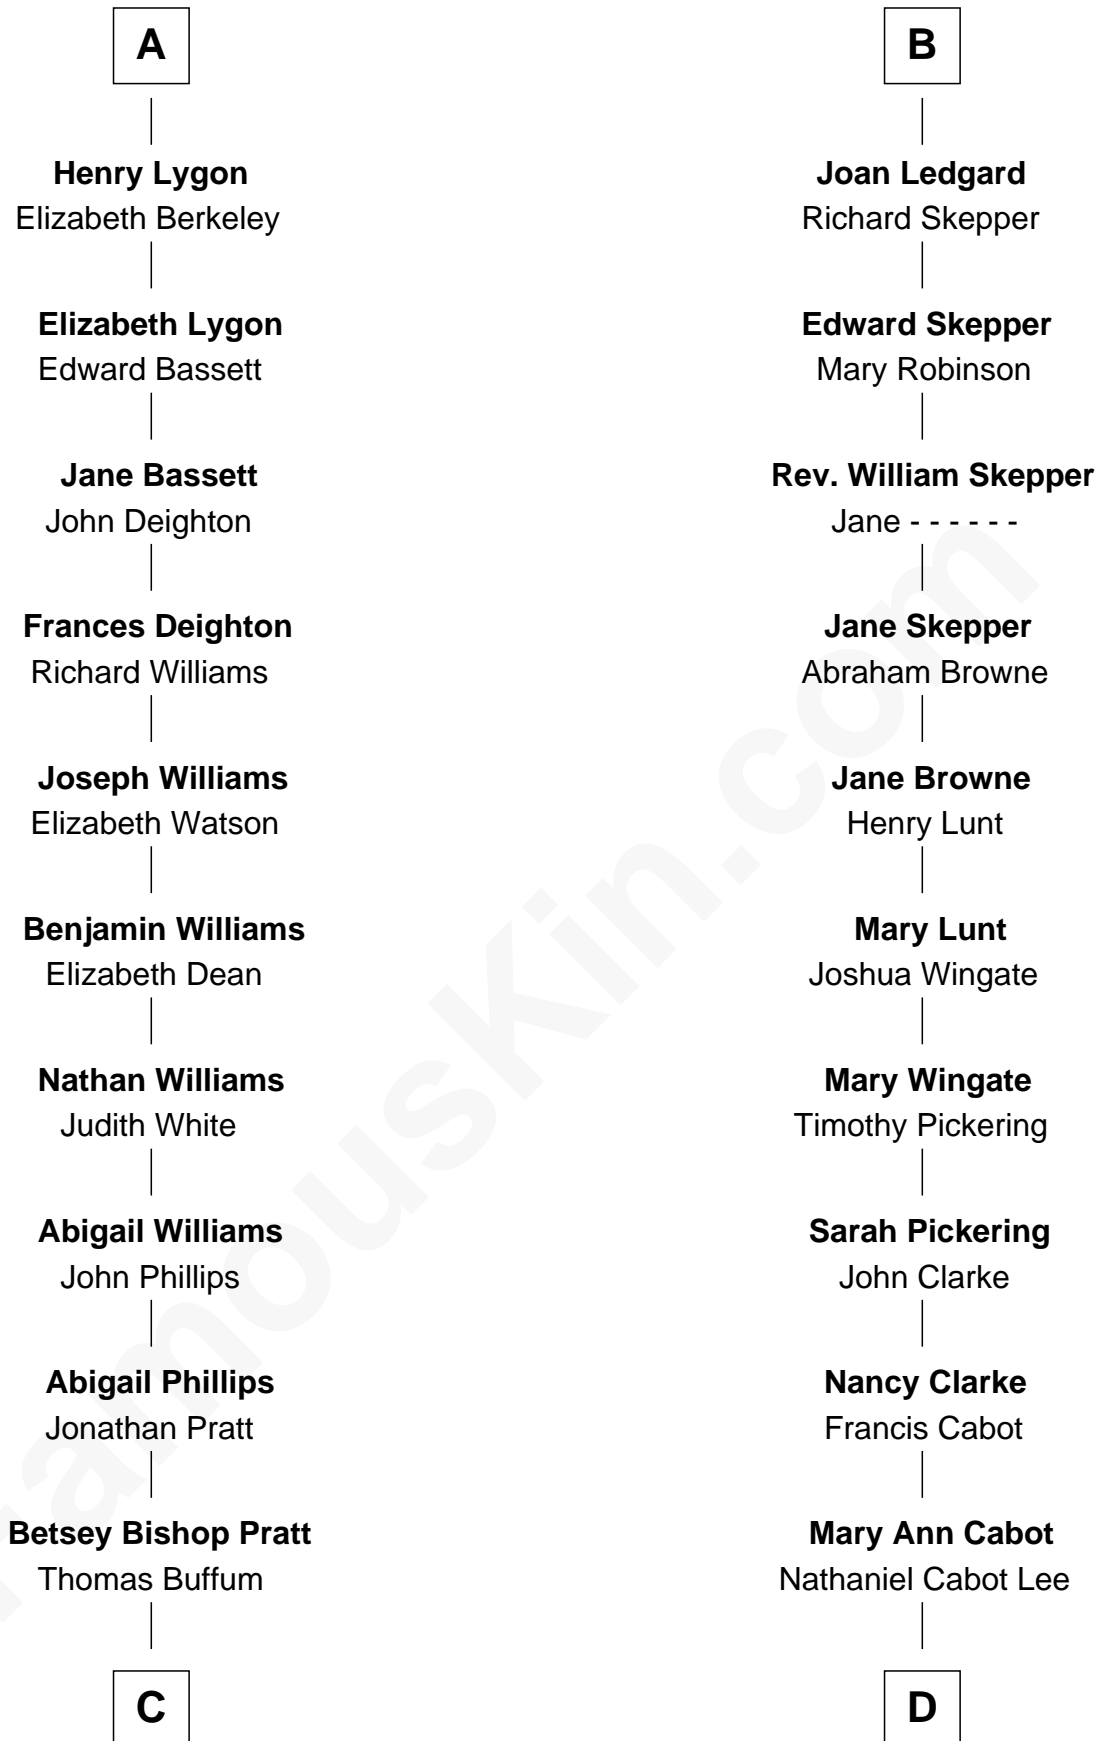 A
Henry Lygon
Elizabeth Berkeley
Elizabeth Lygon
Edward Bassett
Jane Bassett
John Deighton
Frances Deighton
Richard Williams
Joseph Williams
Elizabeth Watson
Benjamin Williams
Elizabeth Dean
Nathan Williams
Judith White
Abigail Williams
John Phillips
Abigail Phillips
Jonathan Pratt
Betsey Bishop Pratt
Thomas Buffum
C
B
Joan Ledgard
Richard Skepper
Edward Skepper
Mary Robinson
Rev. William Skepper
Jane - - - - - -
Jane Skepper
Abraham Browne
Jane Browne
Henry Lunt
Mary Lunt
Joshua Wingate
Mary Wingate
Timothy Pickering
Sarah Pickering
John Clarke
Nancy Clarke
Francis Cabot
Mary Ann Cabot
Nathaniel Cabot Lee
D
FamousKin.com